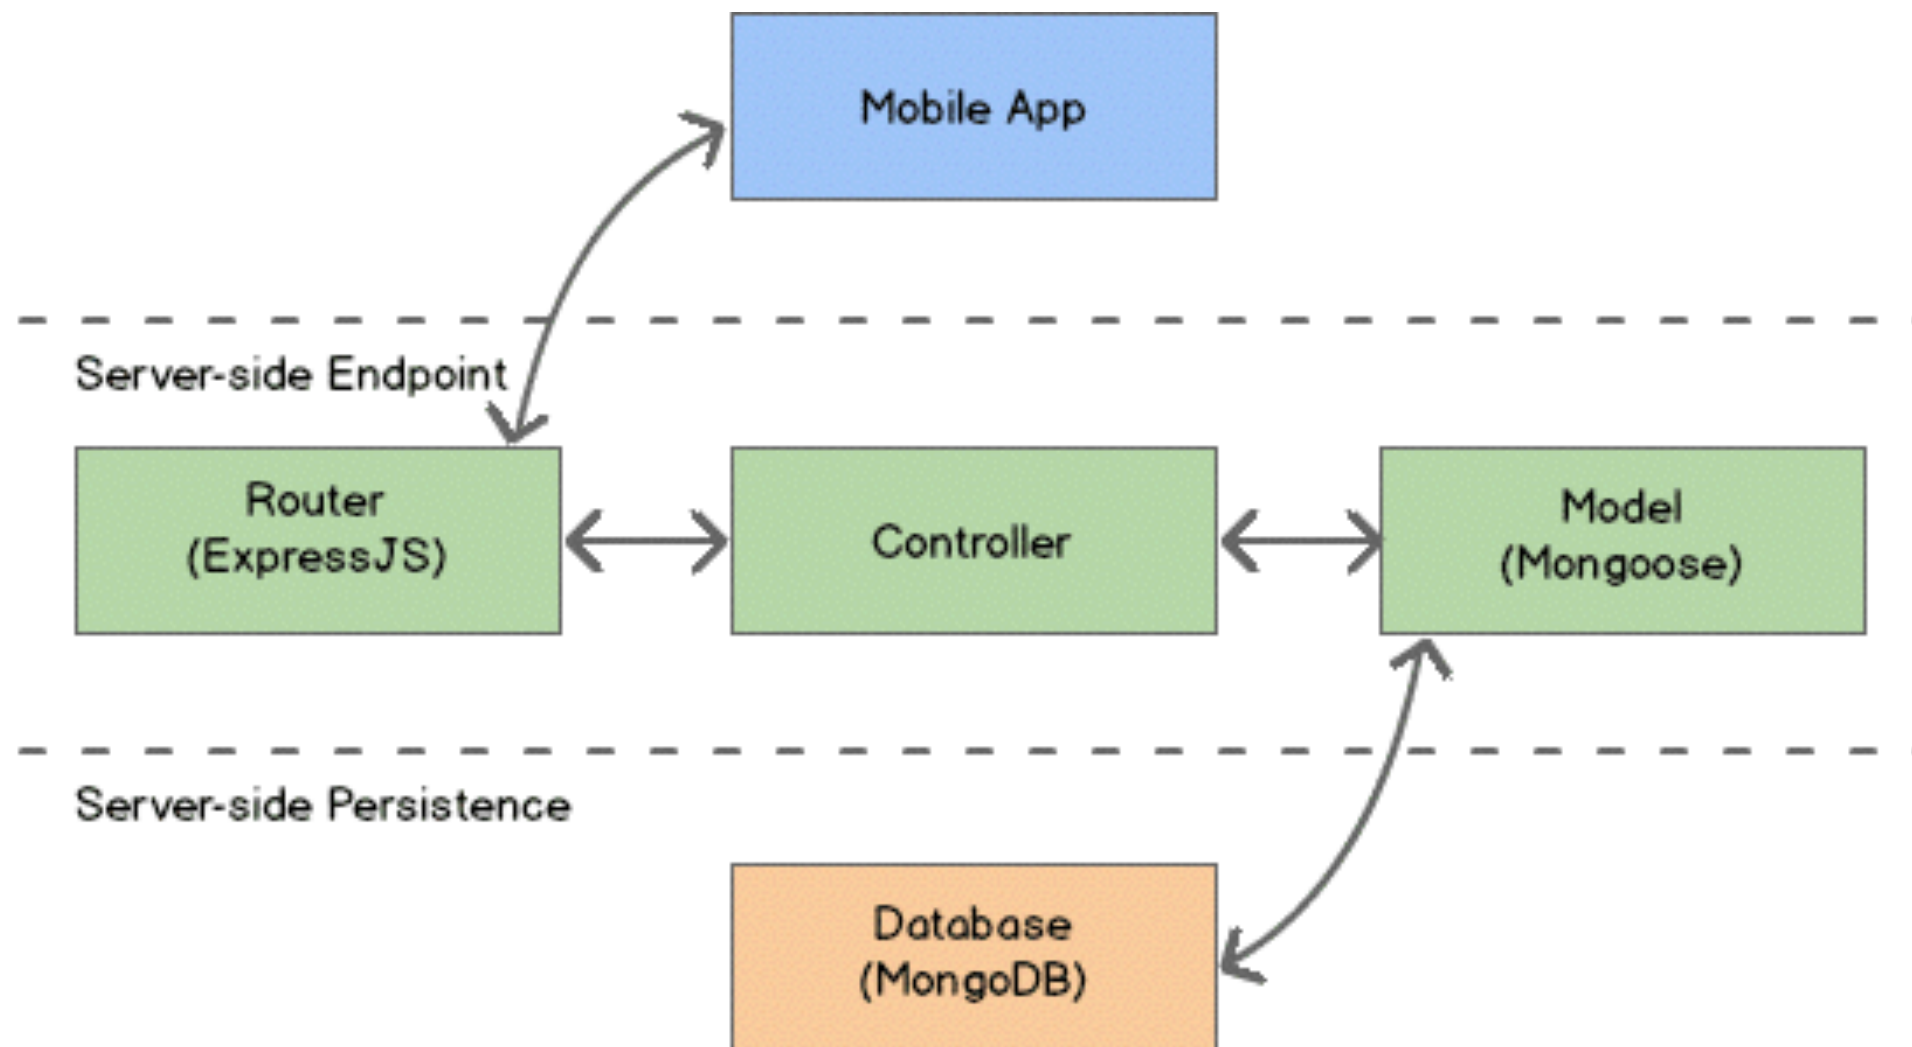 Mobile App
Server-side Endpoint
Router
(ExpressJS)
Controller
Model
(Mongoose)
Server-side Persistence
Database
(MongoDB)